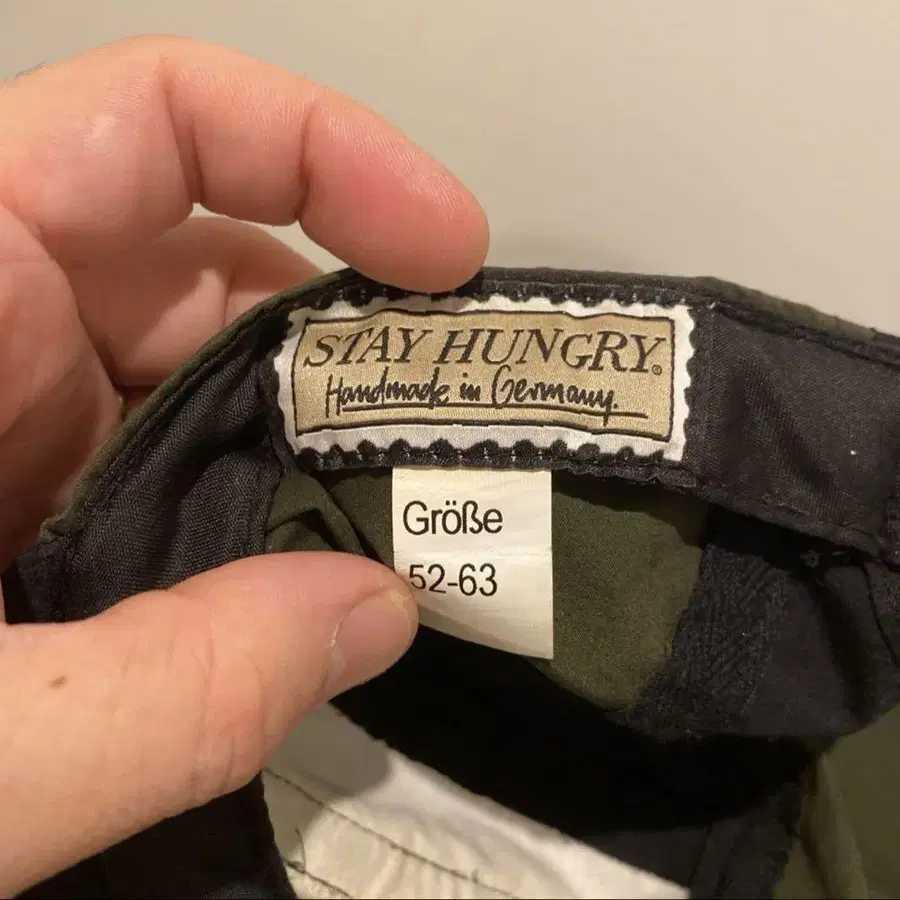 STAY HUNGRY®
Handmade in Germany
Größe
52-63